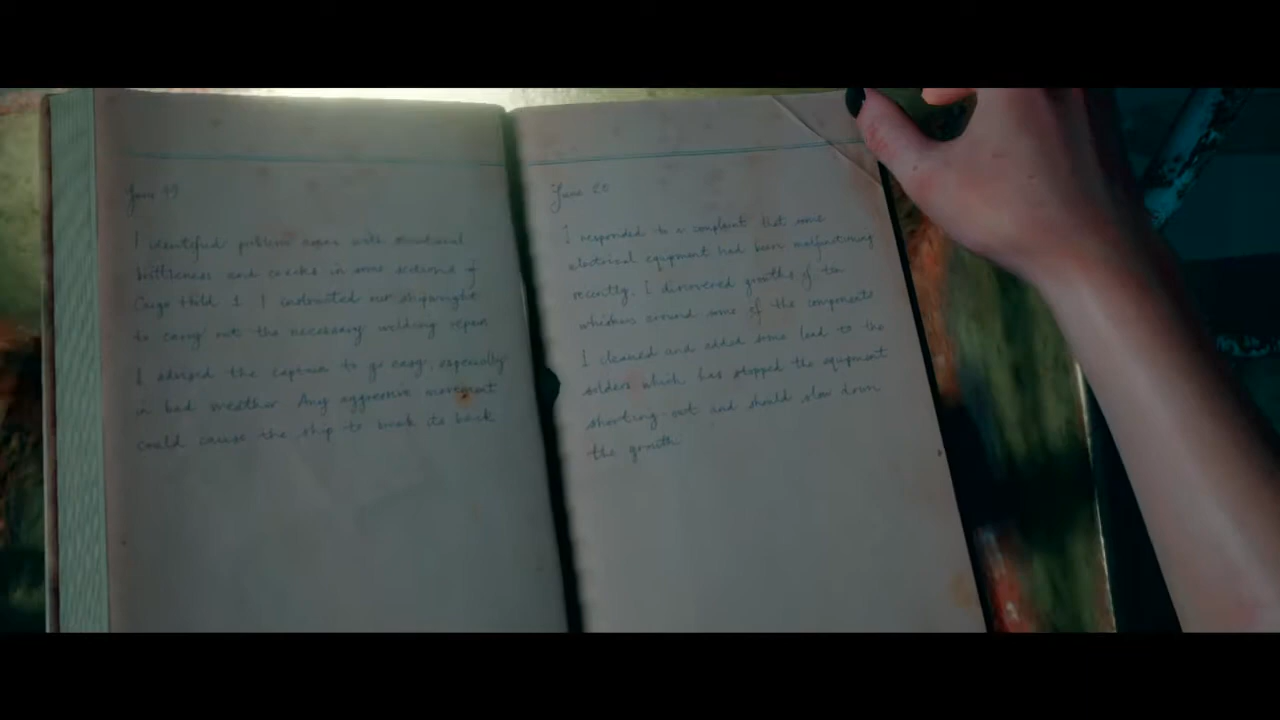 June 19
I identified problem areas with structural
brittleness and cracks in some sections of
Cargo Hold 1. I instructed our shipwright
to carry out the necessary welding repair
I advised the captain to go easy, especially
in bad weather. Any aggressive movement
could cause the ship to break its back
June 20
I responded to a complaint that some
electrical equipment had been malfunctioning
recently. I discovered growths of tin
whiskers around some of the components
I cleaned and added some lead to the
solders which has stopped the equipment
shorting-out and should slow down
the growth